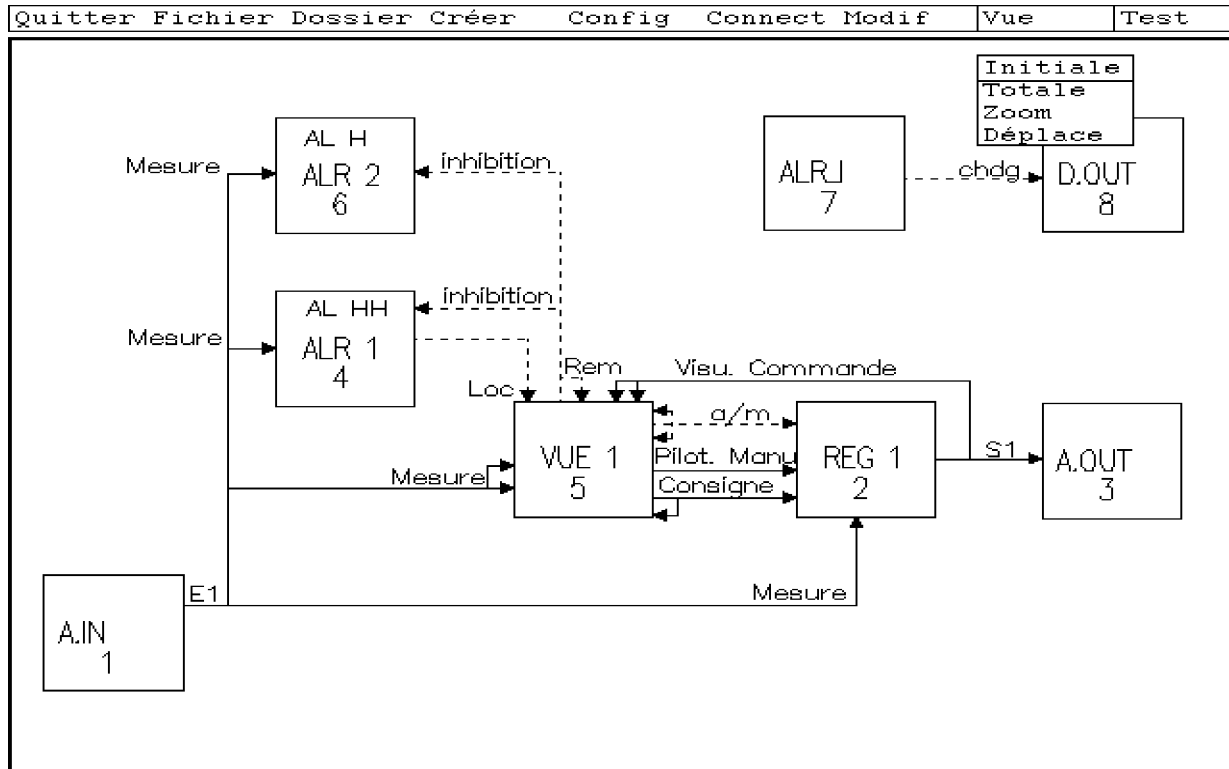 Quitter Fichier Dossier Créer Config Connect Modif Vue Test
Initiale
Totale
Zoom
Déplace
AL H
ALR 2
6
Mesure
inhibition
ALR_I
7
chdg
D.OUT
8
AL HH
ALR 1
4
Mesure
inhibition
Loc
Rem
Visu. Commande
VUE 1
5
a/m
Pilot. Manu
Consigne
REG 1
2
S1
A.OUT
3
Mesure
A.IN
1
E1
Mesure